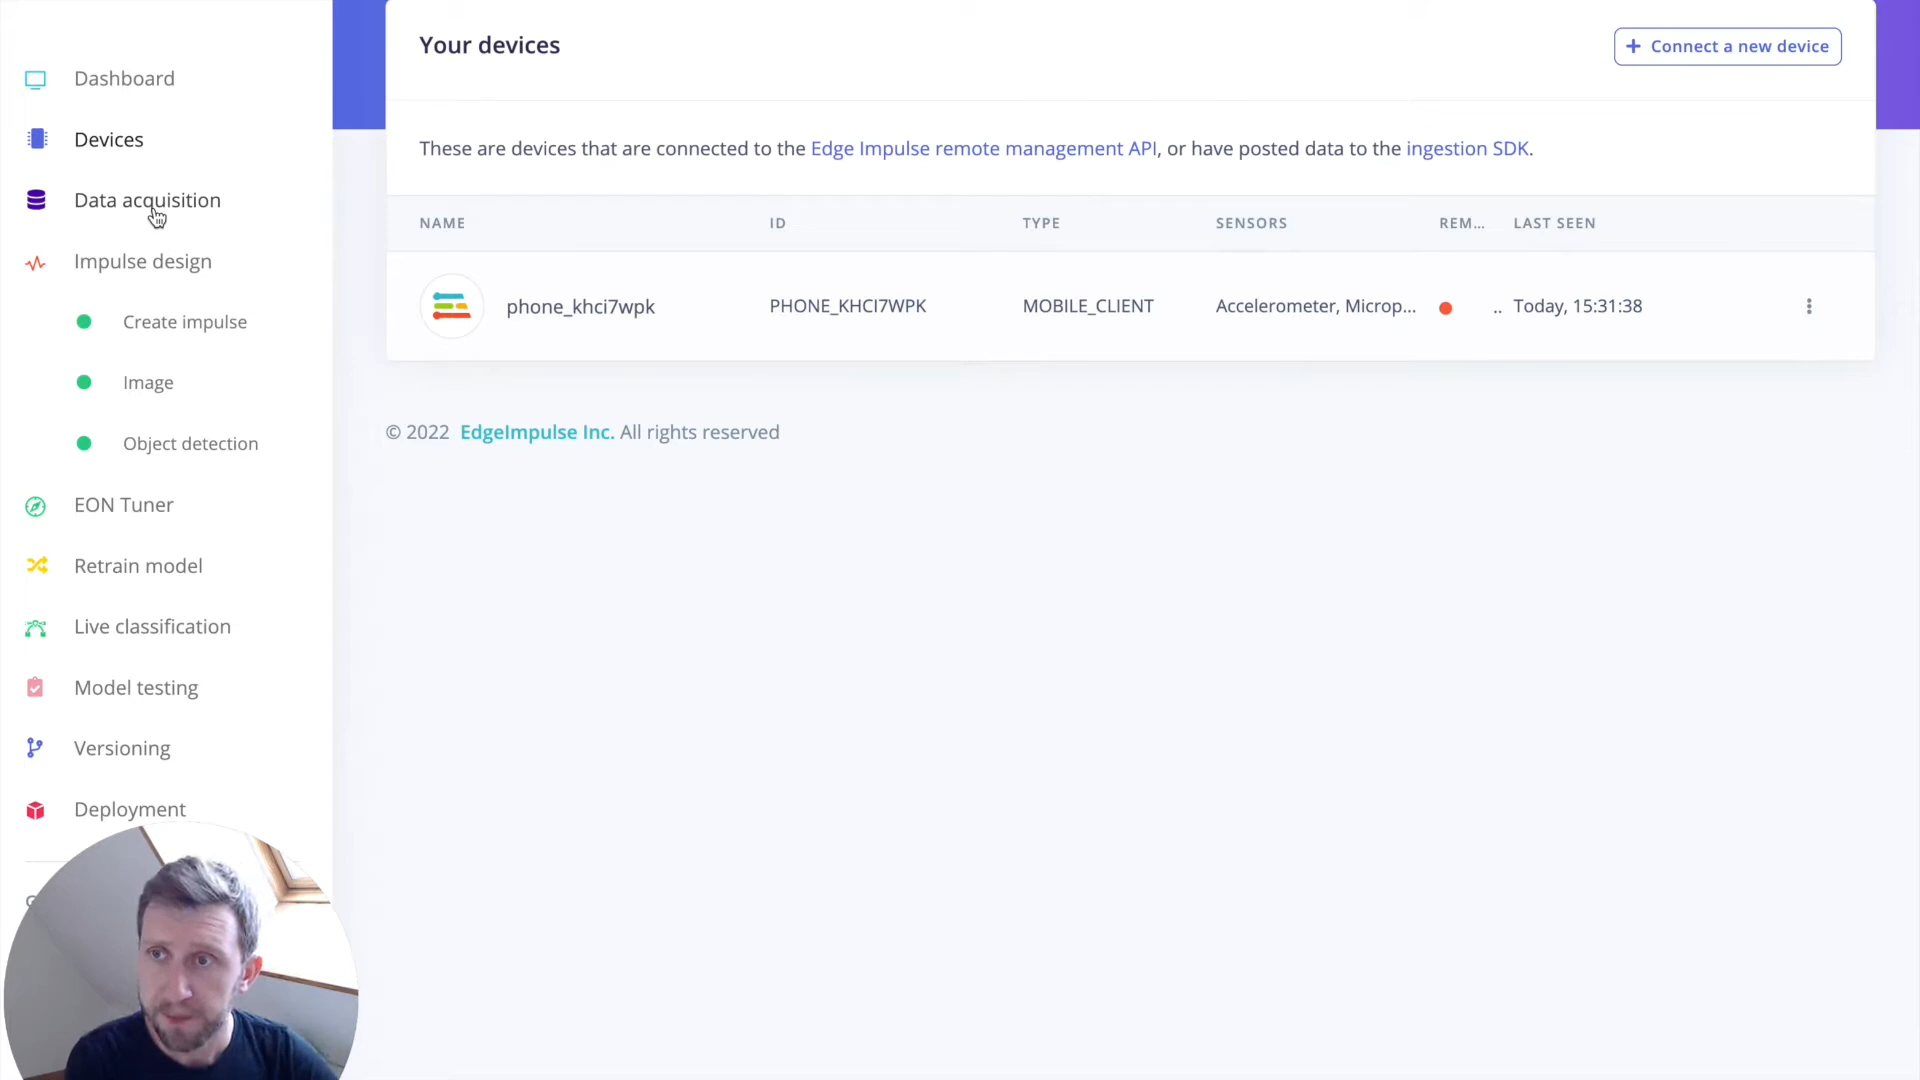 Dashboard
Devices
Data acquisition
Impulse design
Create impulse
Image
Object detection
EON Tuner
Retrain model
Live classification
Model testing
Versioning
Deployment
Your devices
+ Connect a new device
These are devices that are connected to the Edge Impulse remote management API, or have posted data to the ingestion SDK.
NAME ID TYPE SENSORS REM... LAST SEEN
phone_khci7wpk PHONE_KHCI7WPK MOBILE_CLIENT Accelerometer, Microp... .. Today, 15:31:38
© 2022 EdgeImpulse Inc. All rights reserved